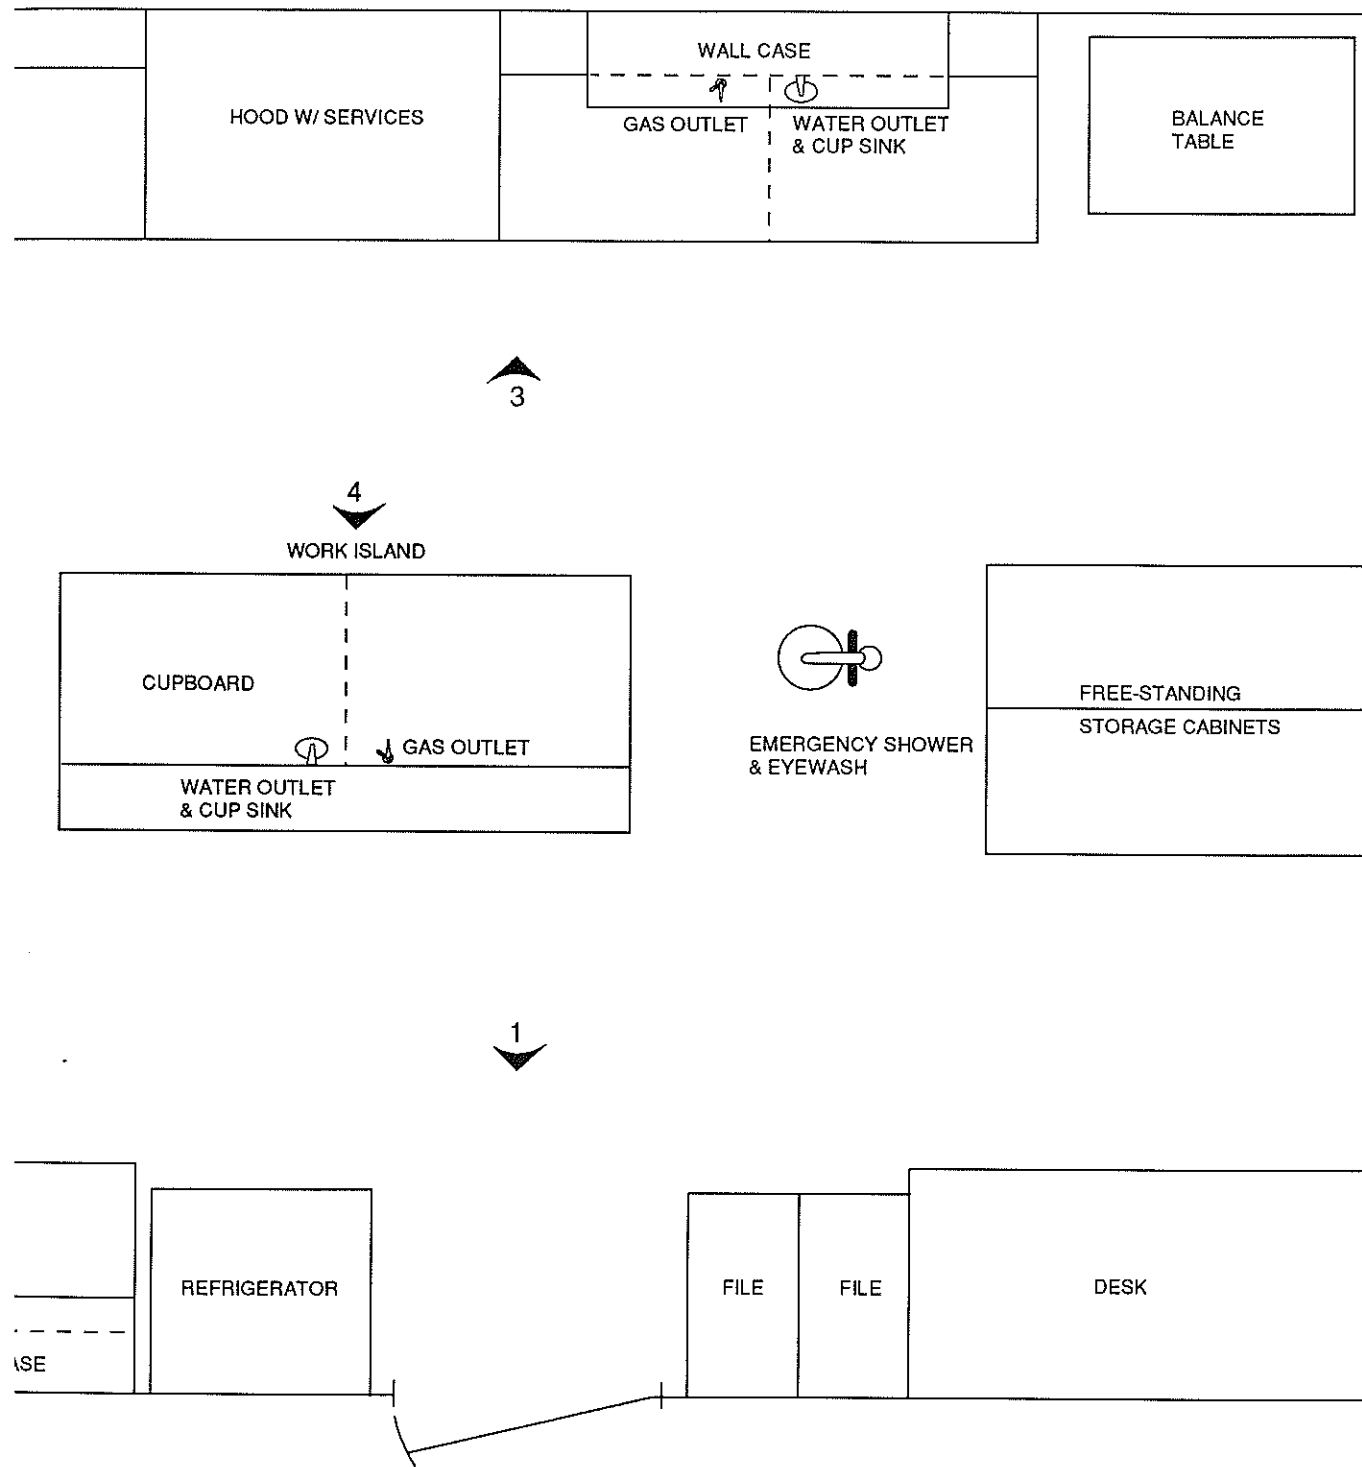 WALL CASE
HOOD W/ SERVICES
GAS OUTLET
WATER OUTLET
& CUP SINK
BALANCE
TABLE
3
4
WORK ISLAND
CUPBOARD
GAS OUTLET
WATER OUTLET
& CUP SINK
EMERGENCY SHOWER
& EYEWASH
FREE-STANDING
STORAGE CABINETS
1
REFRIGERATOR
FILE
FILE
DESK